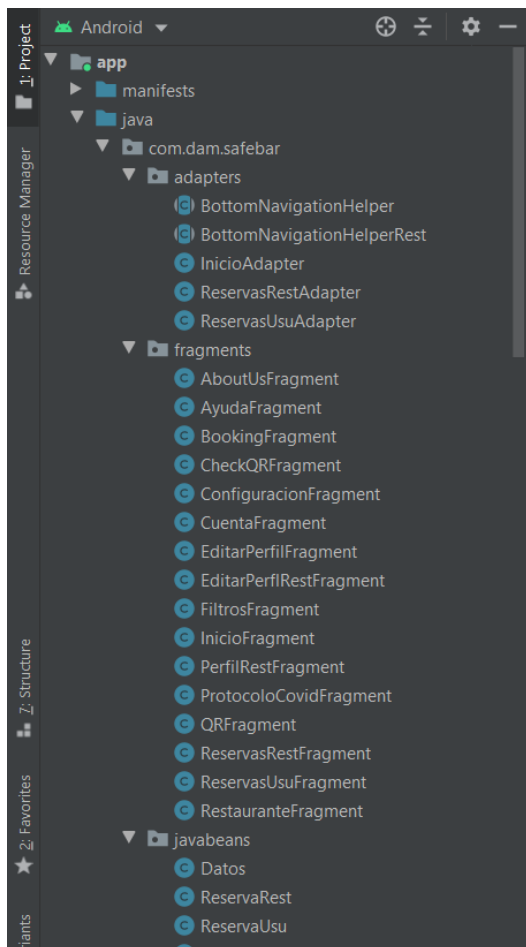 Android
1: Project
app
manifests
java
Resource Manager
com.dam.safebar
adapters
BottomNavigationHelper
BottomNavigationHelperRest
InicioAdapter
ReservasRestAdapter
ReservasUsuAdapter
fragments
AboutUsFragment
AyudaFragment
BookingFragment
CheckQRFragment
ConfiguracionFragment
CuentaFragment
EditarPerfilFragment
EditarPerflRestFragment
FiltrosFragment
InicioFragment
PerfilRestFragment
7: Structure
ProtocoloCovidFragment
QRFragment
ReservasRestFragment
ReservasUsuFragment
RestauranteFragment
2: Favorites
javabeans
Datos
ReservaRest
ReservaUsu
iants